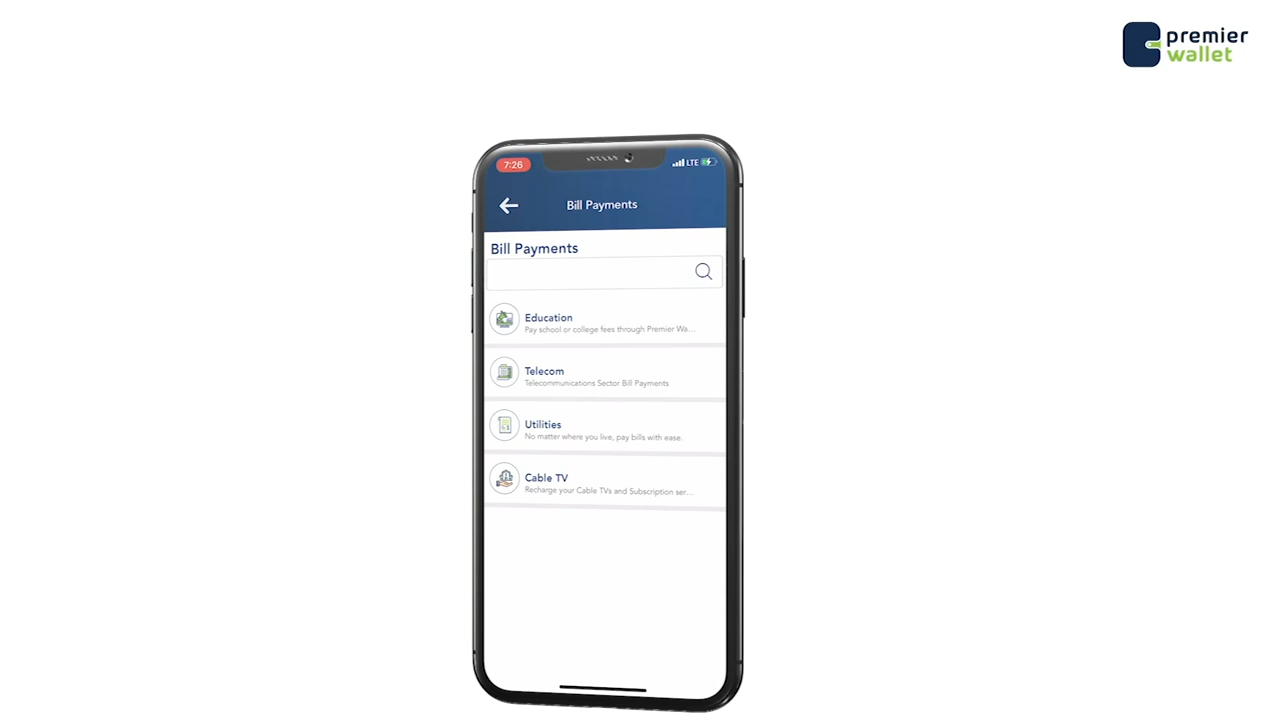 premier
wallet
7:26
LTE
Bill Payments
Bill Payments
Education
Pay school or college fees through Premier Wa...
Telecom
Telecommunications Sector Bill Payments
Utilities
No matter where you live, pay bills with ease.
Cable TV
Recharge your Cable TVs and Subscription ser...